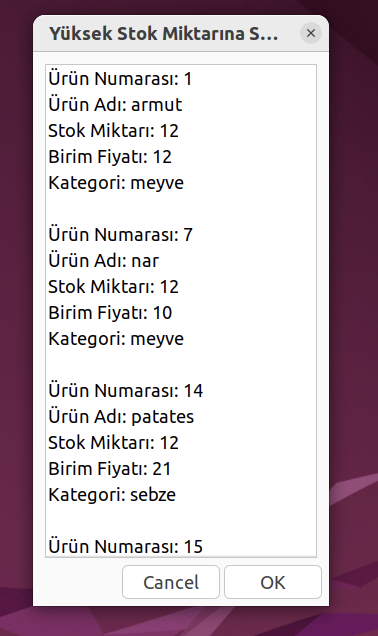 Yüksek Stok Miktarına S...
Ürün Numarası: 1
Ürün Adı: armut
Stok Miktarı: 12
Birim Fiyatı: 12
Kategori: meyve
Ürün Numarası: 7
Ürün Adı: nar
Stok Miktarı: 12
Birim Fiyatı: 10
Kategori: meyve
Ürün Numarası: 14
Ürün Adı: patates
Stok Miktarı: 12
Birim Fiyatı: 21
Kategori: sebze
Ürün Numarası: 15
Cancel OK